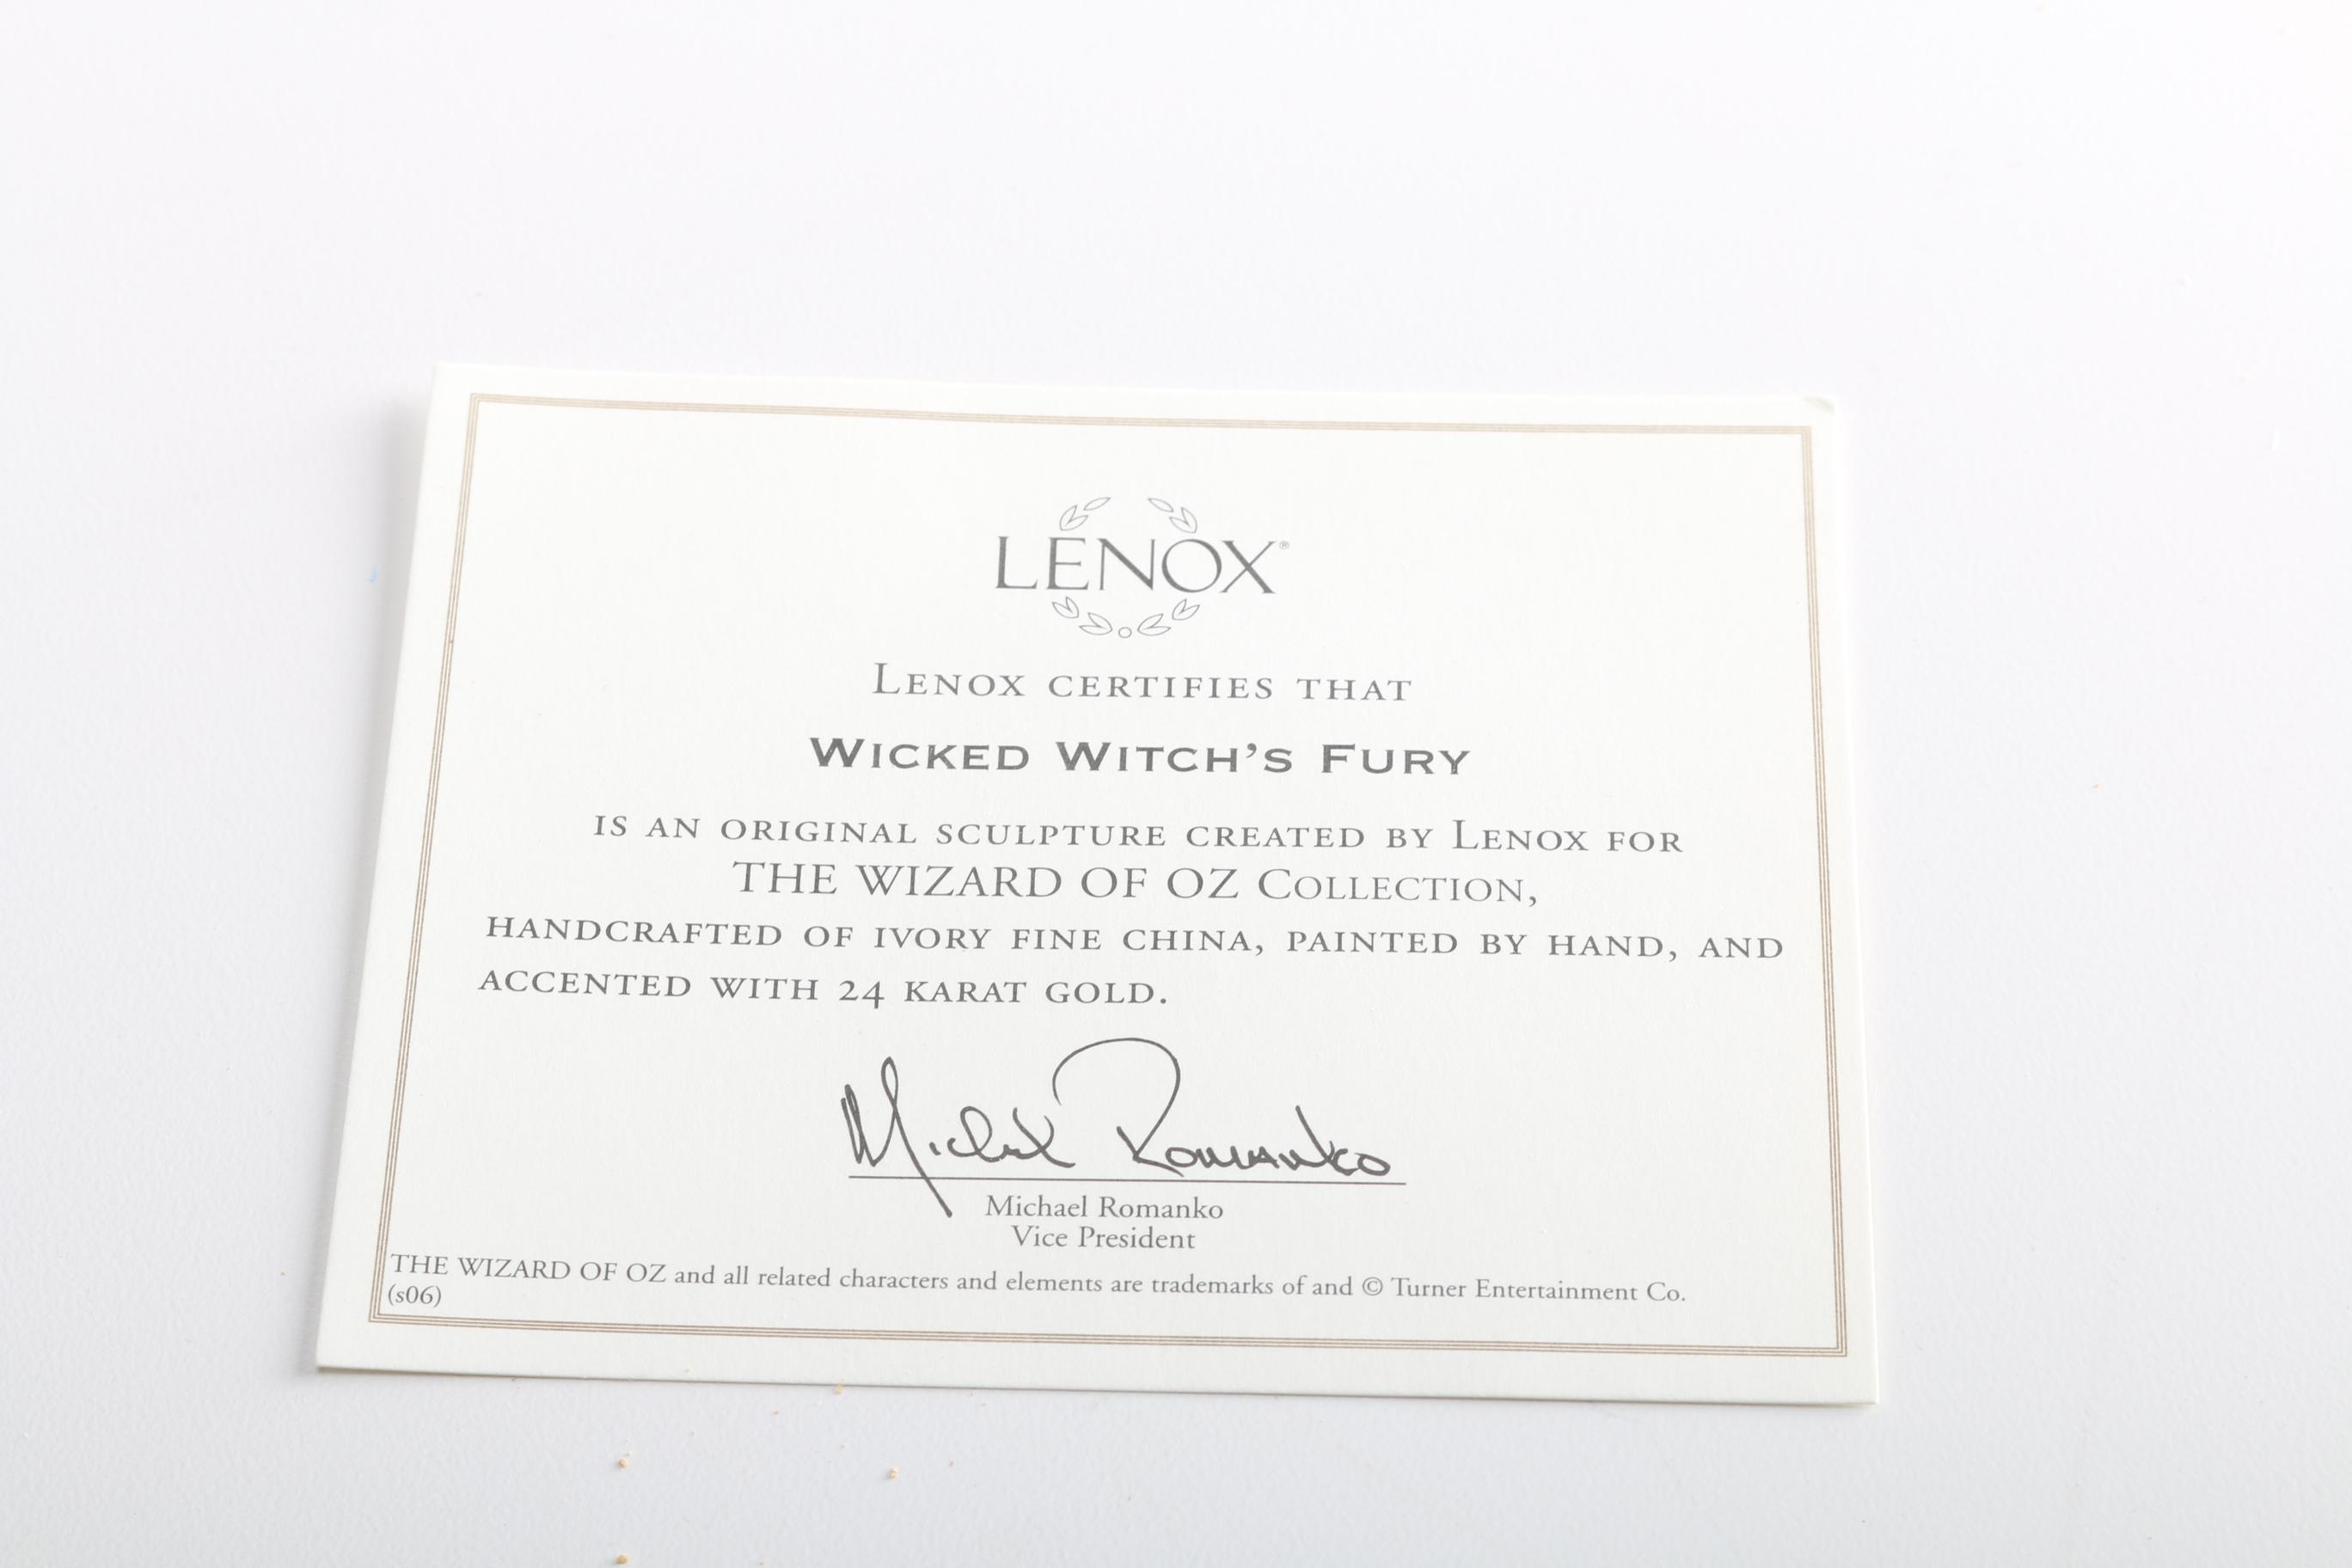 LENOX®
LENOX CERTIFIES THAT
WICKED WITCH'S FURY
IS AN ORIGINAL SCULPTURE CREATED BY LENOX FOR
THE WIZARD OF OZ COLLECTION,
HANDCRAFTED OF IVORY FINE CHINA, PAINTED BY HAND, AND
ACCENTED WITH 24 KARAT GOLD.
Michael Romanko
Michael Romanko
Vice President
THE WIZARD OF OZ and all related characters and elements are trademarks of and © Turner Entertainment Co.
(s06)